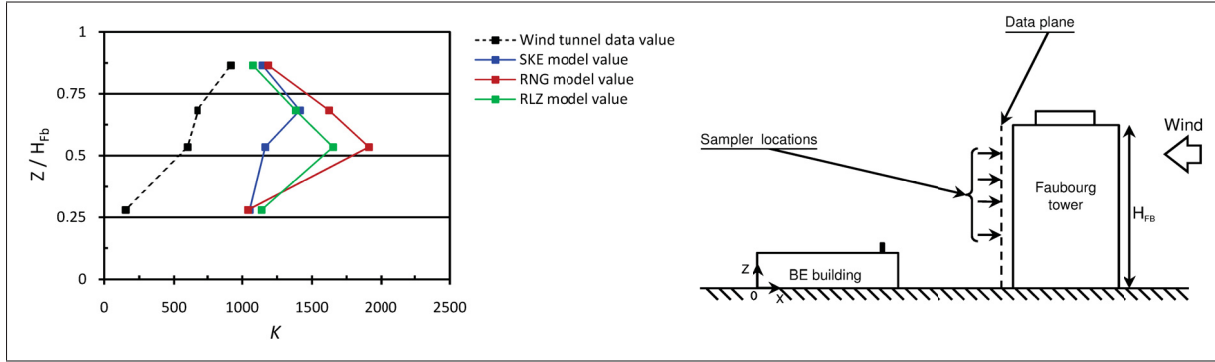 1
0.75
0.5
0.25
0
Z / H_Fb
0 500 1000 1500 2000 2500
K
Wind tunnel data value
SKE model value
RNG model value
RLZ model value
Data plane
Sampler locations
Wind
Faubourg
tower
H_FB
Z
BE building
0
X